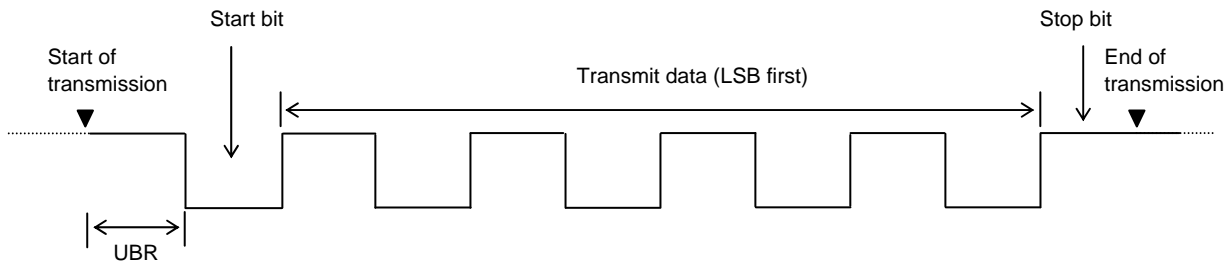 Start bit
Stop bit
Start of
transmission
End of
transmission
Transmit data (LSB first)
UBR